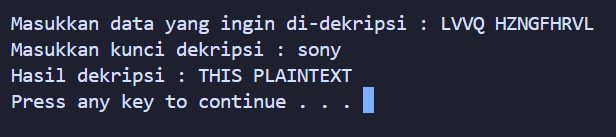 Masukkan data yang ingin di-dekripsi : LVVQ HZNGFHRVL
Masukkan kunci dekripsi : sony
Hasil dekripsi : THIS PLAINTEXT
Press any key to continue . . .